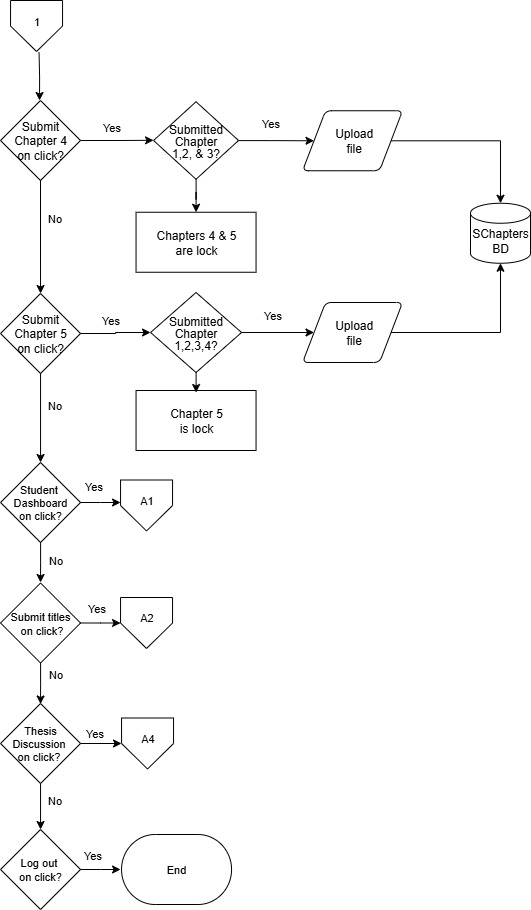 1
Submit
Chapter 4
on click?
Yes
Submitted
Chapter
1,2, & 3?
Yes
Upload
file
No
Chapters 4 & 5
are lock
SChapters
BD
Submit
Chapter 5
on click?
Yes
Submitted
Chapter
1,2,3,4?
Yes
Upload
file
No
Chapter 5
is lock
Student
Dashboard
on click?
Yes
A1
No
Submit titles
on click?
Yes
A2
No
Thesis
Discussion
on click?
Yes
A4
No
Log out
on click?
Yes
End